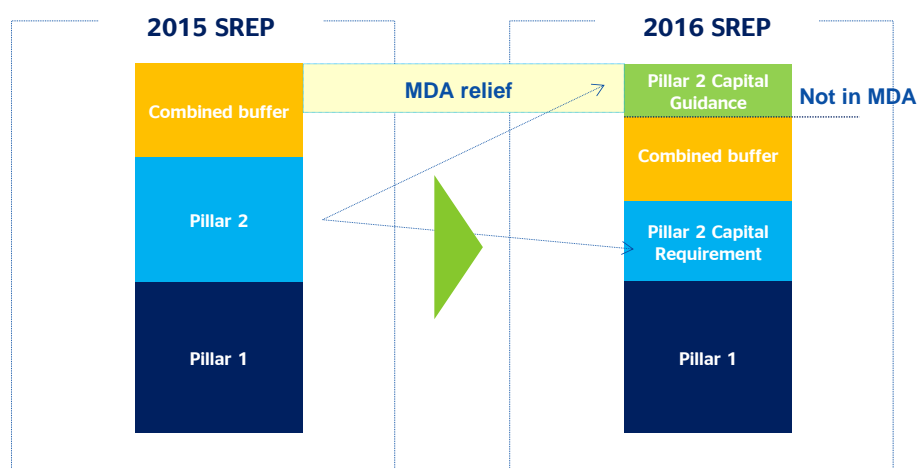 2015 SREP
2016 SREP
Combined buffer
MDA relief
Pillar 2 Capital
Guidance
Not in MDA
Combined buffer
Pillar 2
Pillar 2 Capital
Requirement
Pillar 1
Pillar 1